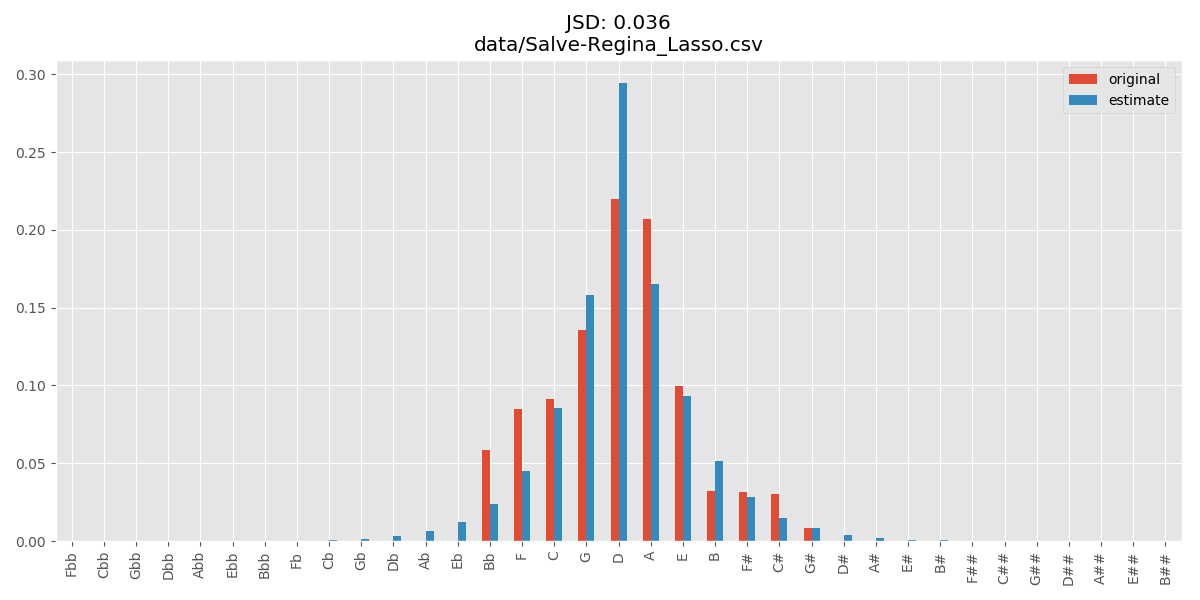 JSD: 0.036
data/Salve-Regina_Lasso.csv
original
estimate
0.30
0.25
0.20
0.15
0.10
0.05
0.00
Fbb Cbb Gbb Dbb Abb Ebb Bbb Fb Cb Gb Db Ab Eb Bb F C G D A E B F# C# G# D# A# E# B# F## C## G## D## A## E## B##